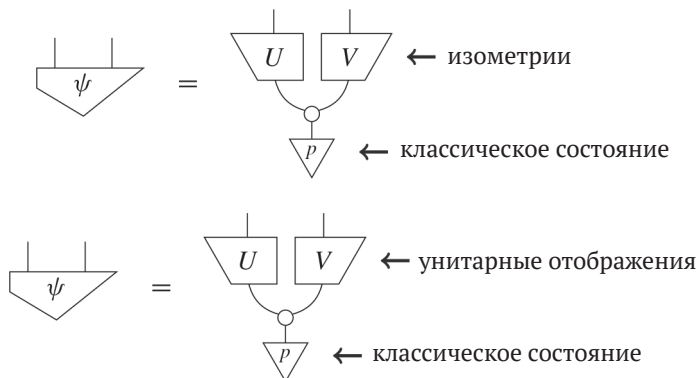 ψ = U V ← изометрии
p ← классическое состояние
ψ = U V ← унитарные отображения
p ← классическое состояние